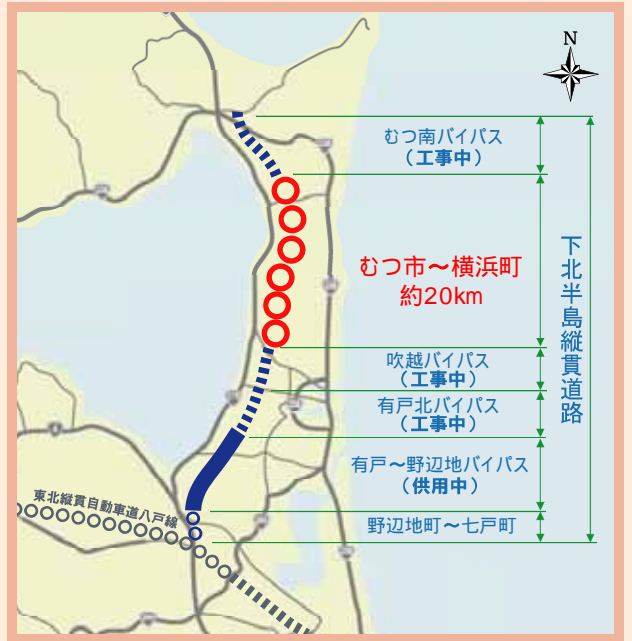 N
むつ南バイパス
（工事中）
むつ市～横浜町
約20km
下北半島縦貫道路
吹越バイパス
（工事中）
有戸北バイパス
（工事中）
有戸～野辺地バイパス
（供用中）
東北縦貫自動車道八戸線
野辺地町～七戸町